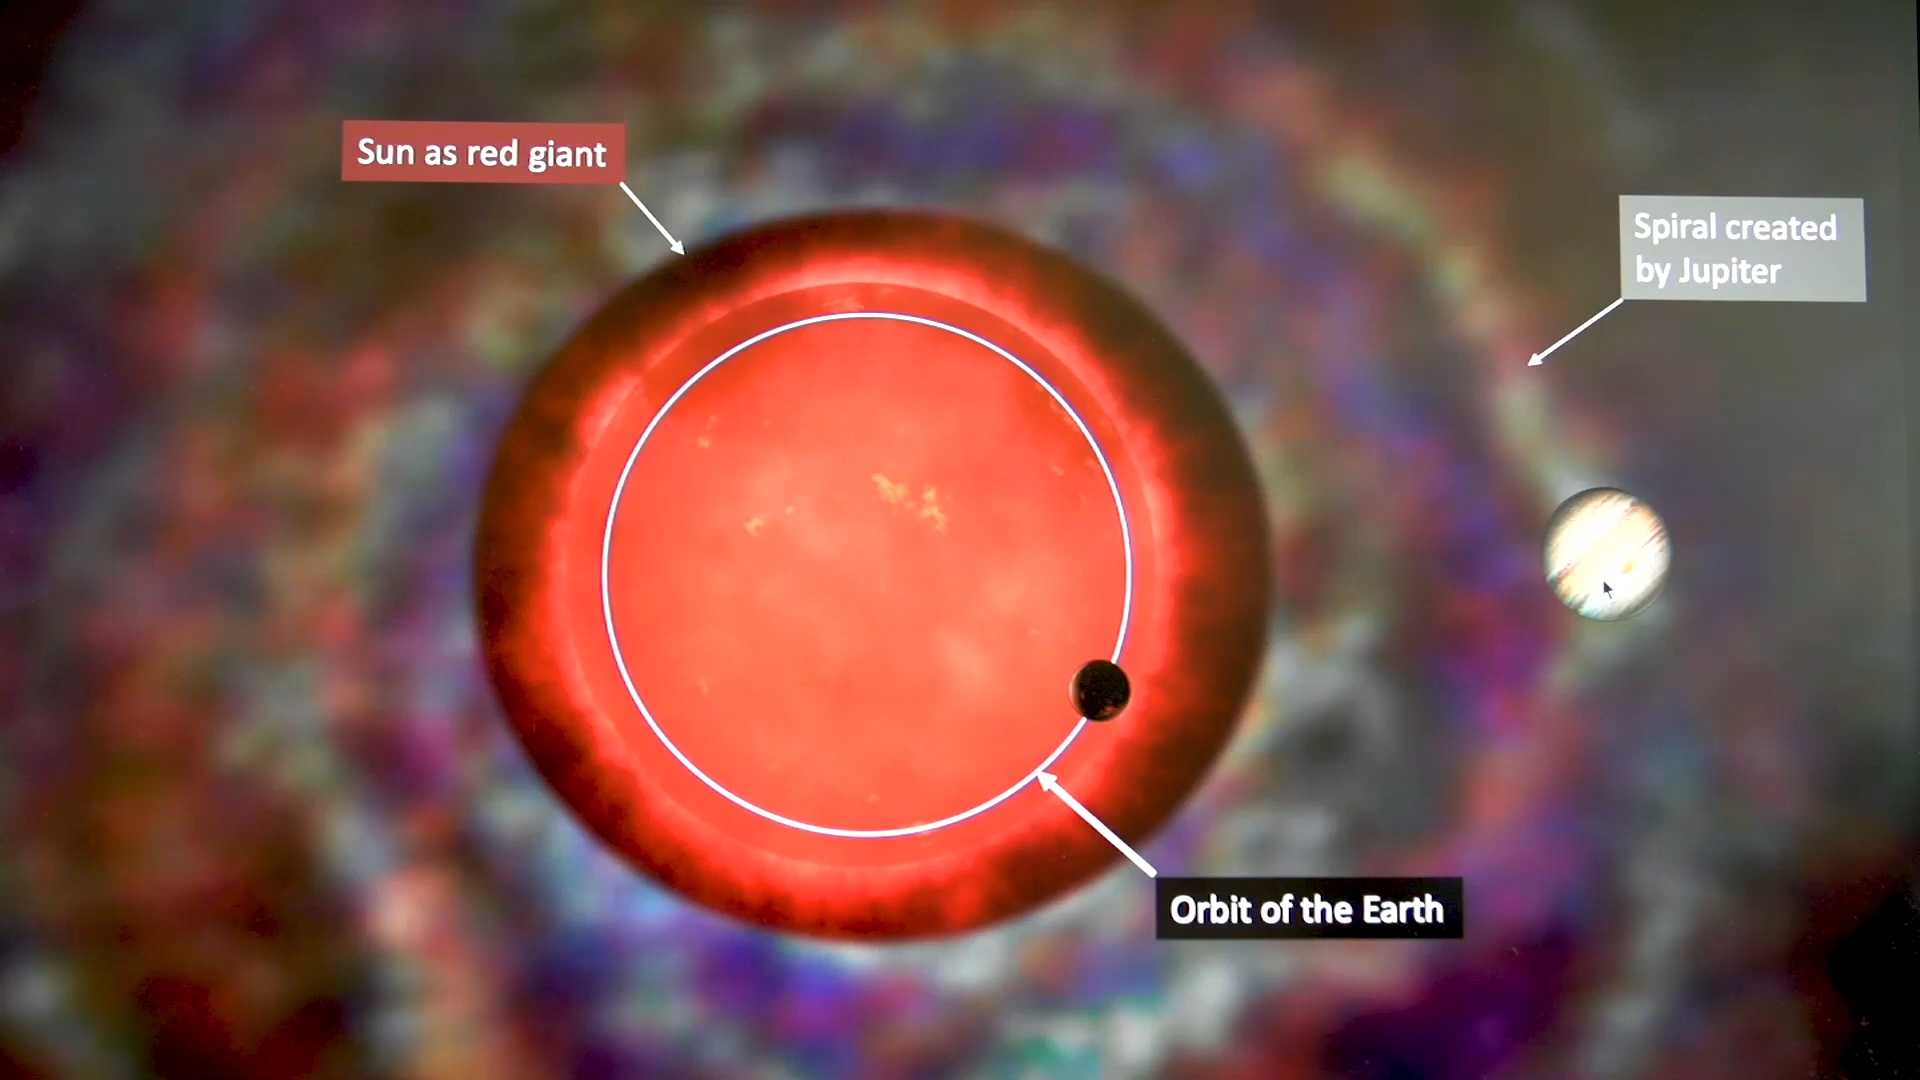 Sun as red giant
Spiral created
by Jupiter
Orbit of the Earth